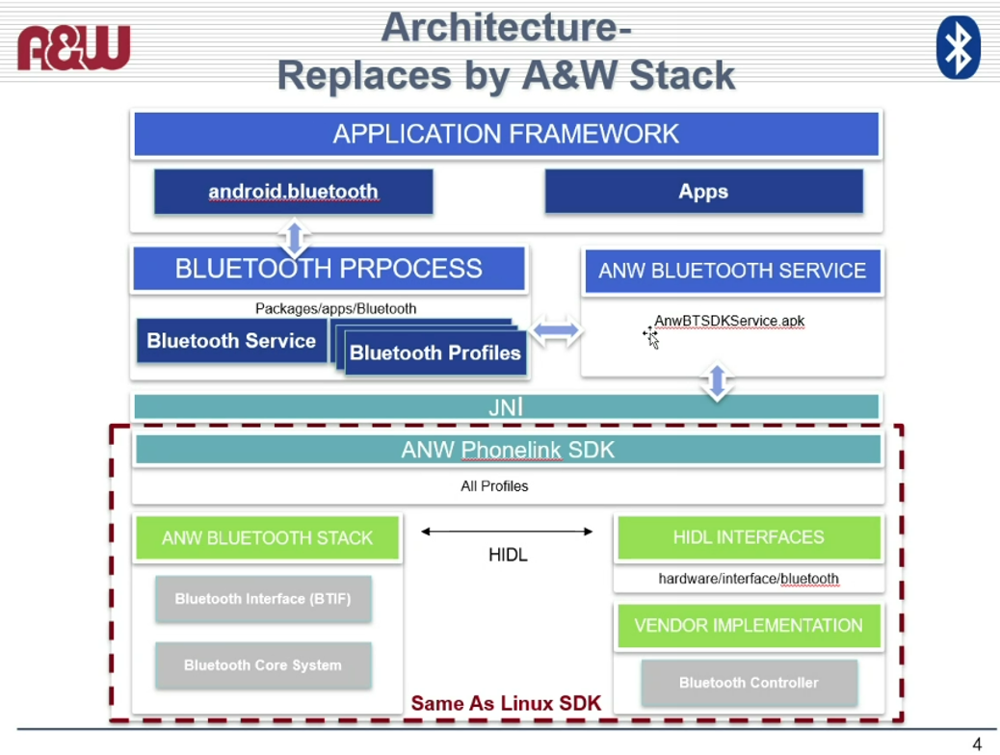 A&W
Architecture-
Replaces by A&W Stack
APPLICATION FRAMEWORK
android.bluetooth
Apps
BLUETOOTH PRPOCESS
Packages/apps/Bluetooth
Bluetooth Service
Bluetooth Profiles
ANW BLUETOOTH SERVICE
AnwBTSDKService.apk
JNI
ANW Phonelink SDK
All Profiles
ANW BLUETOOTH STACK
Bluetooth Interface (BTIF)
Bluetooth Core System
HIDL
HIDL INTERFACES
hardware/interface/bluetooth
VENDOR IMPLEMENTATION
Bluetooth Controller
Same As Linux SDK
4